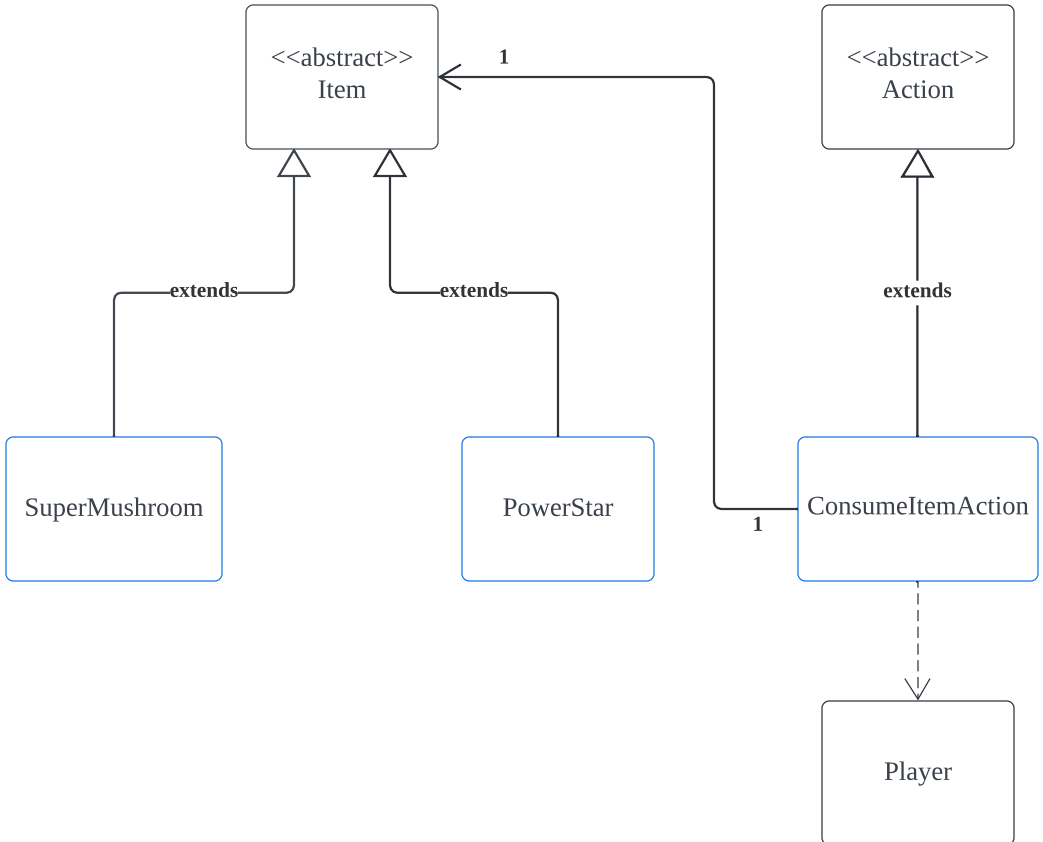 <<abstract>>
Item
1
<<abstract>>
Action
extends
extends
extends
SuperMushroom
PowerStar
ConsumeItemAction
1
Player